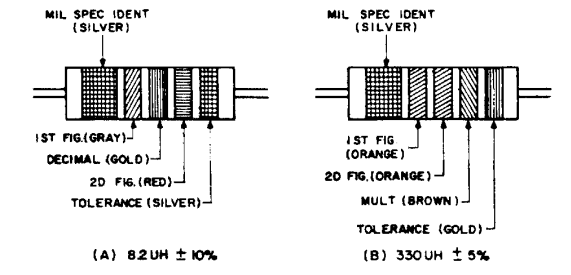 MIL SPEC IDENT
(SILVER)
1ST FIG.(GRAY)
DECIMAL (GOLD)
2D FIG.(RED)
TOLERANCE (SILVER)
(A) 8.2UH ± 10%
MIL SPEC IDENT
(SILVER)
1ST FIG
(ORANGE)
2D FIG.(ORANGE)
MULT (BROWN)
TOLERANCE (GOLD)
(B) 330UH ± 5%